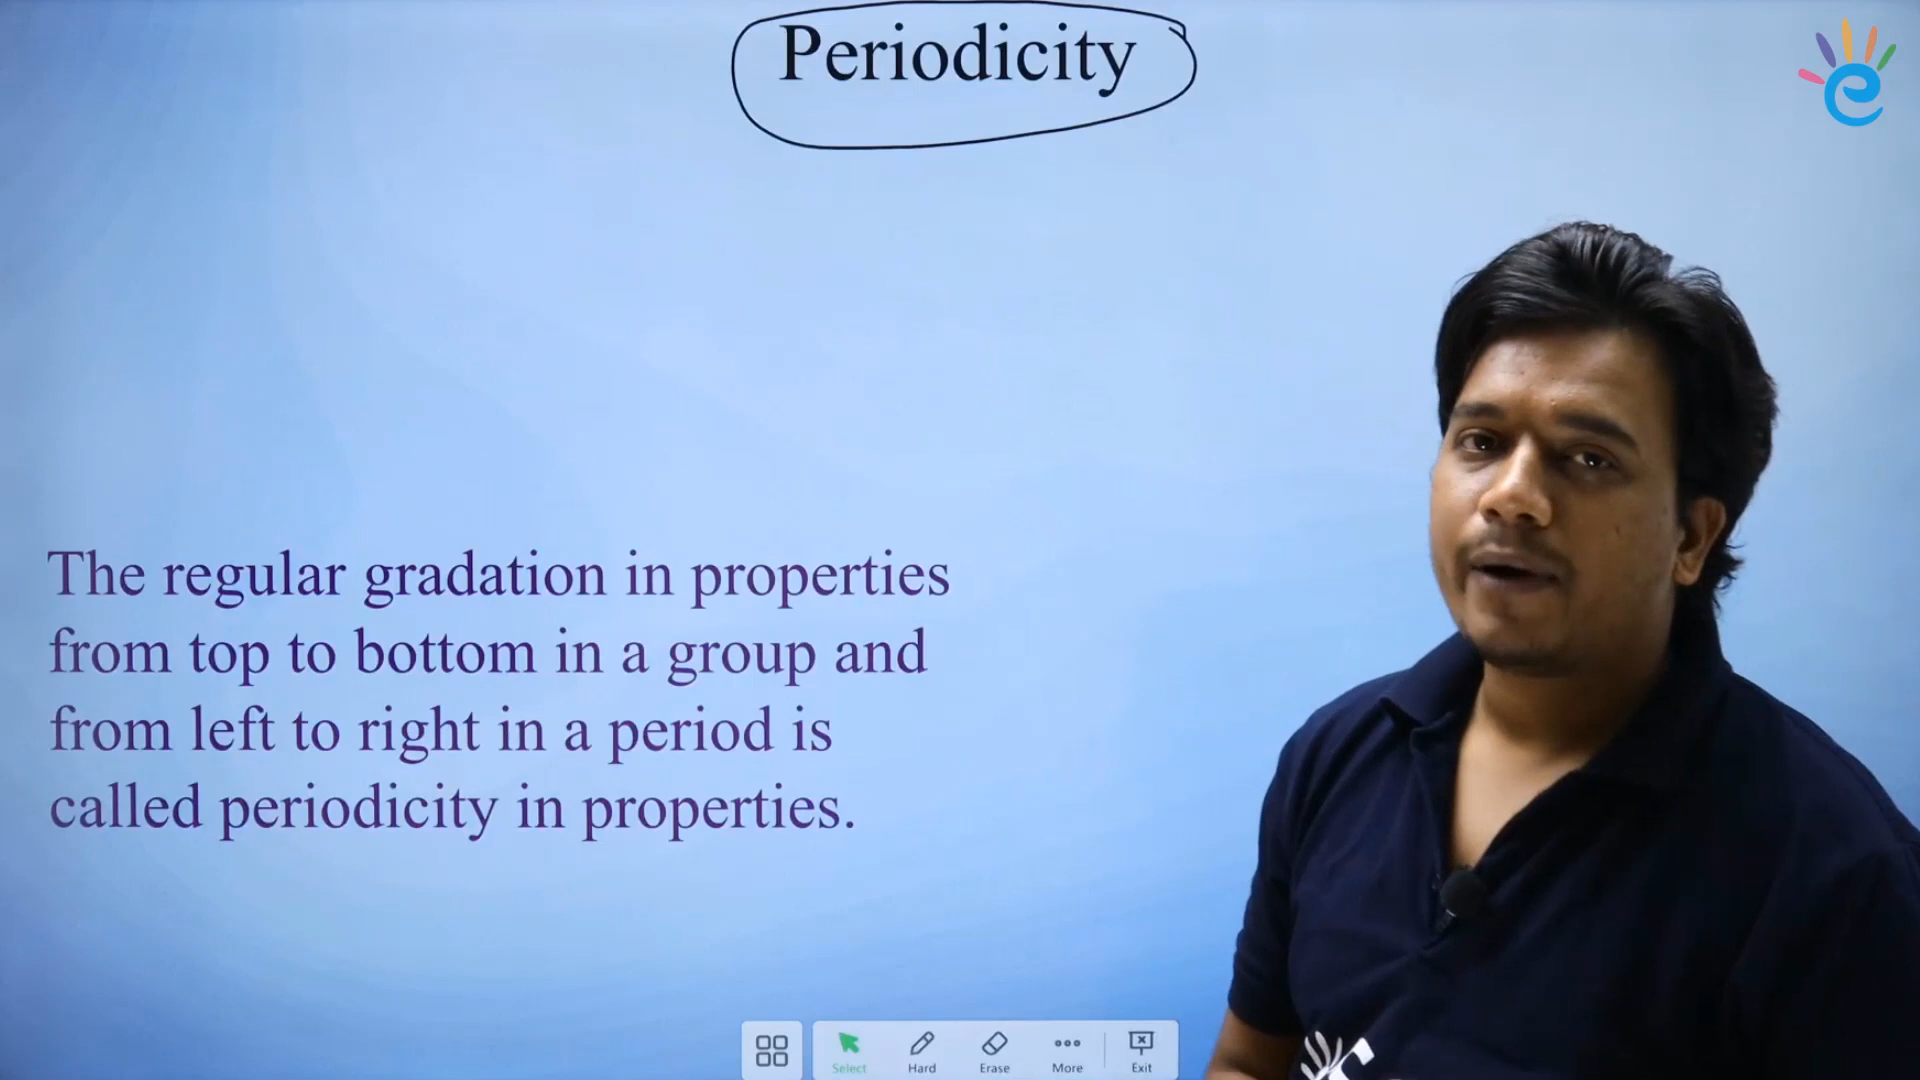 Periodicity
The regular gradation in properties
from top to bottom in a group and
from left to right in a period is
called periodicity in properties.
Select Hard Erase More Exit